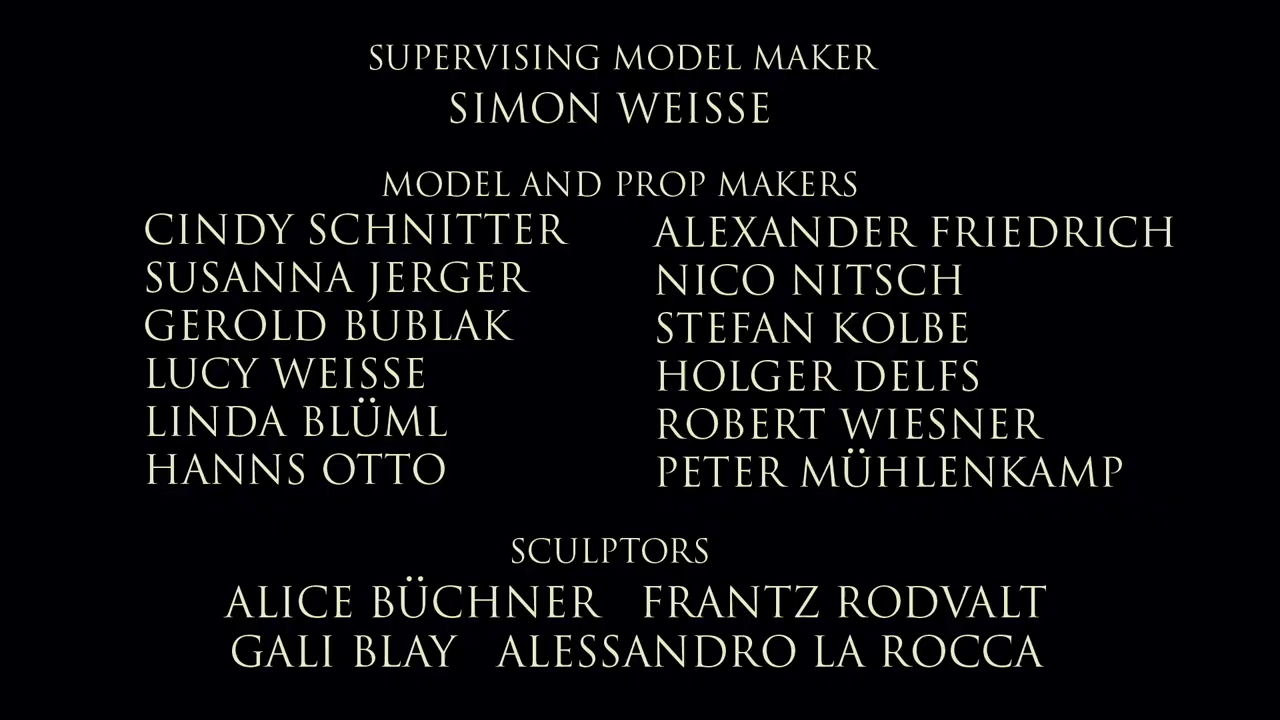 SUPERVISING MODEL MAKER
SIMON WEISSE
MODEL AND PROP MAKERS
CINDY SCHNITTER ALEXANDER FRIEDRICH
SUSANNA JERGER NICO NITSCH
GEROLD BUBLAK STEFAN KOLBE
LUCY WEISSE HOLGER DELFS
LINDA BLÜML ROBERT WIESNER
HANNS OTTO PETER MÜHLENKAMP
SCULPTORS
ALICE BÜCHNER FRANTZ RODVALT
GALI BLAY ALESSANDRO LA ROCCA